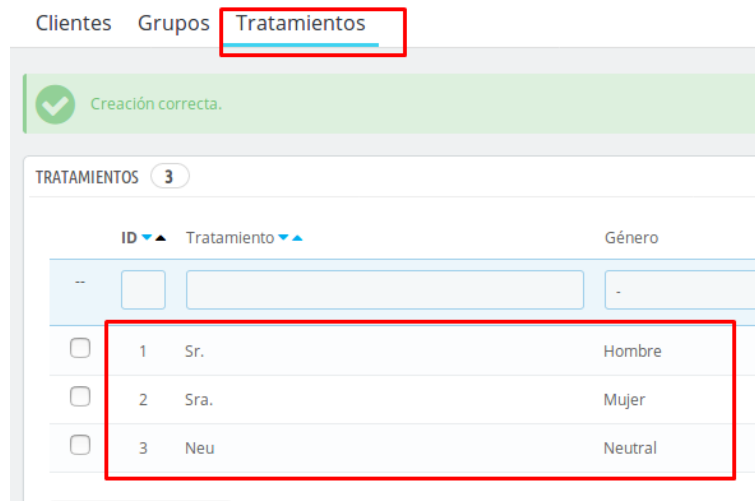 Clientes Grupos Tratamientos
Creación correcta.
TRATAMIENTOS 3
ID Tratamiento Género
-- -
1 Sr. Hombre
2 Sra. Mujer
3 Neu Neutral